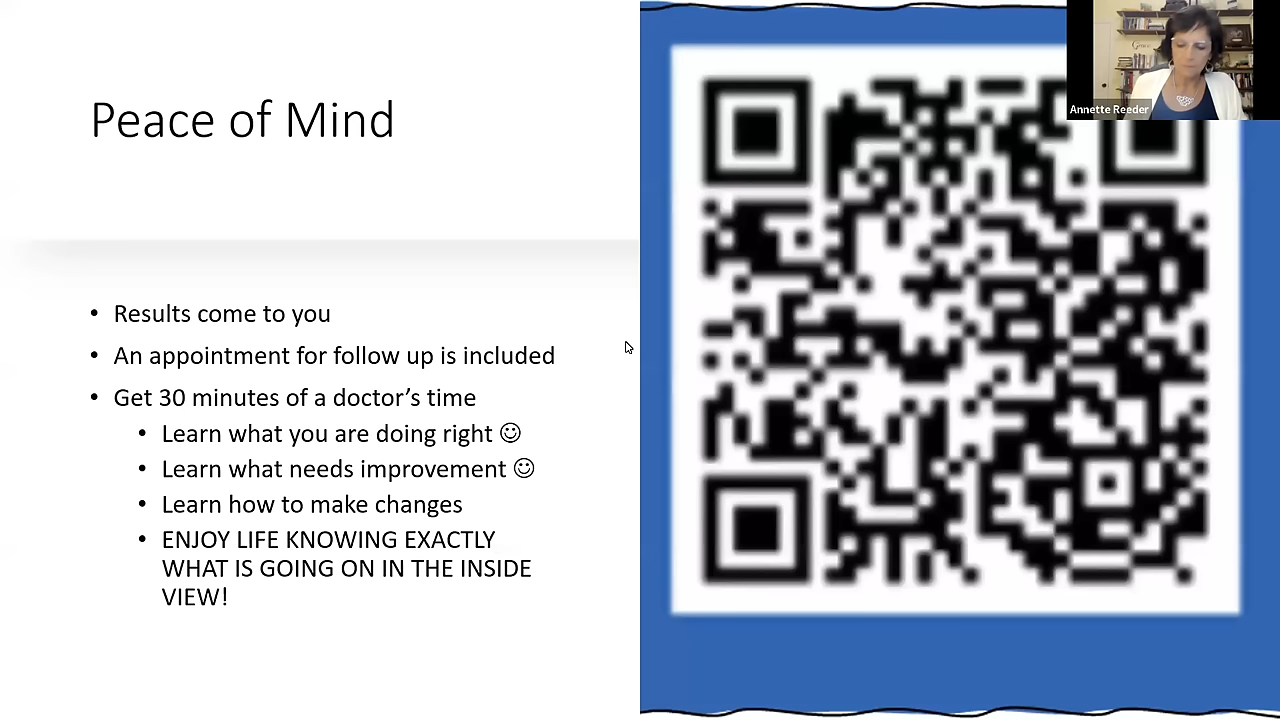 Peace of Mind
Annette Reeder
• Results come to you
• An appointment for follow up is included
• Get 30 minutes of a doctor’s time
• Learn what you are doing right ☺
• Learn what needs improvement ☺
• Learn how to make changes
• ENJOY LIFE KNOWING EXACTLY
WHAT IS GOING ON IN THE INSIDE
VIEW!